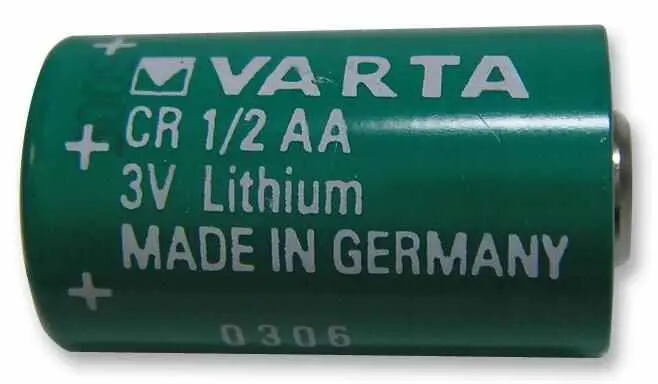 +
VARTA
+ CR 1/2 AA
3V Lithium
MADE IN GERMANY
+
0306